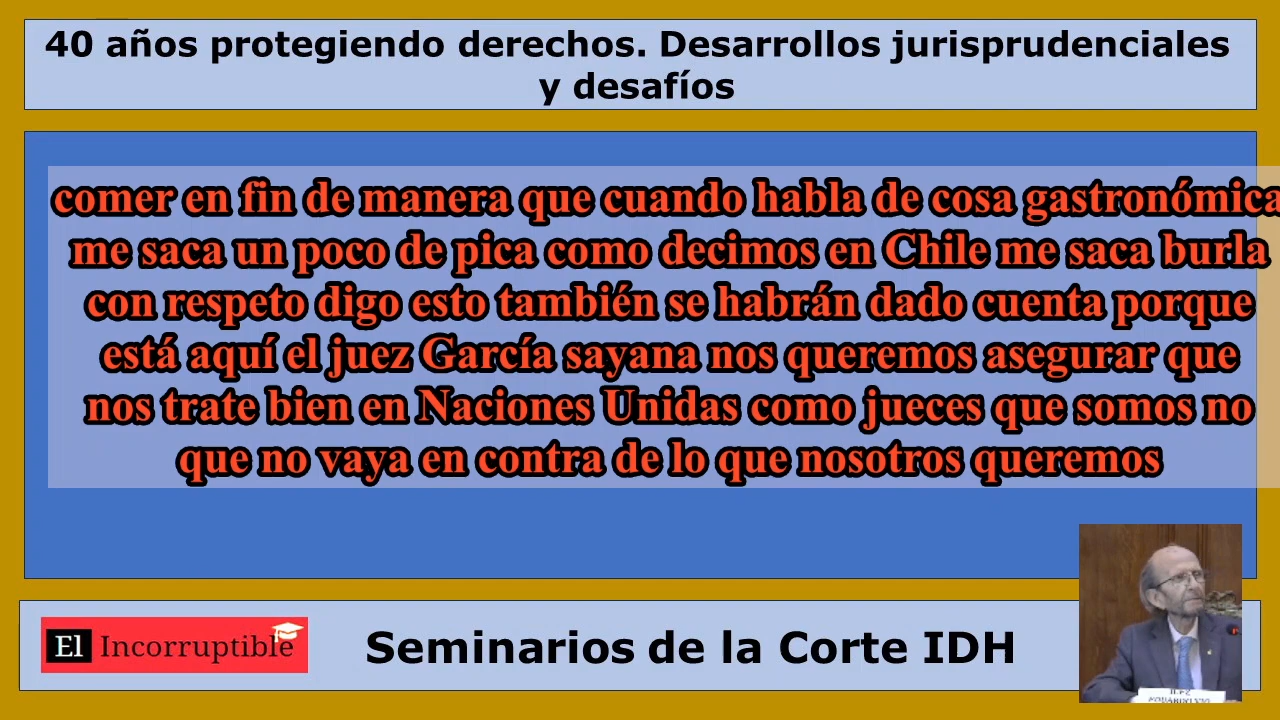 40 años protegiendo derechos. Desarrollos jurisprudenciales
y desafíos
comer en fin de manera que cuando habla de cosa gastronómica
me saca un poco de pica como decimos en Chile me saca burla
con respeto digo esto también se habrán dado cuenta porque
está aquí el juez García sayana nos queremos asegurar que
nos trate bien en Naciones Unidas como jueces que somos no
que no vaya en contra de lo que nosotros queremos
El Incorruptible
Seminarios de la Corte IDH